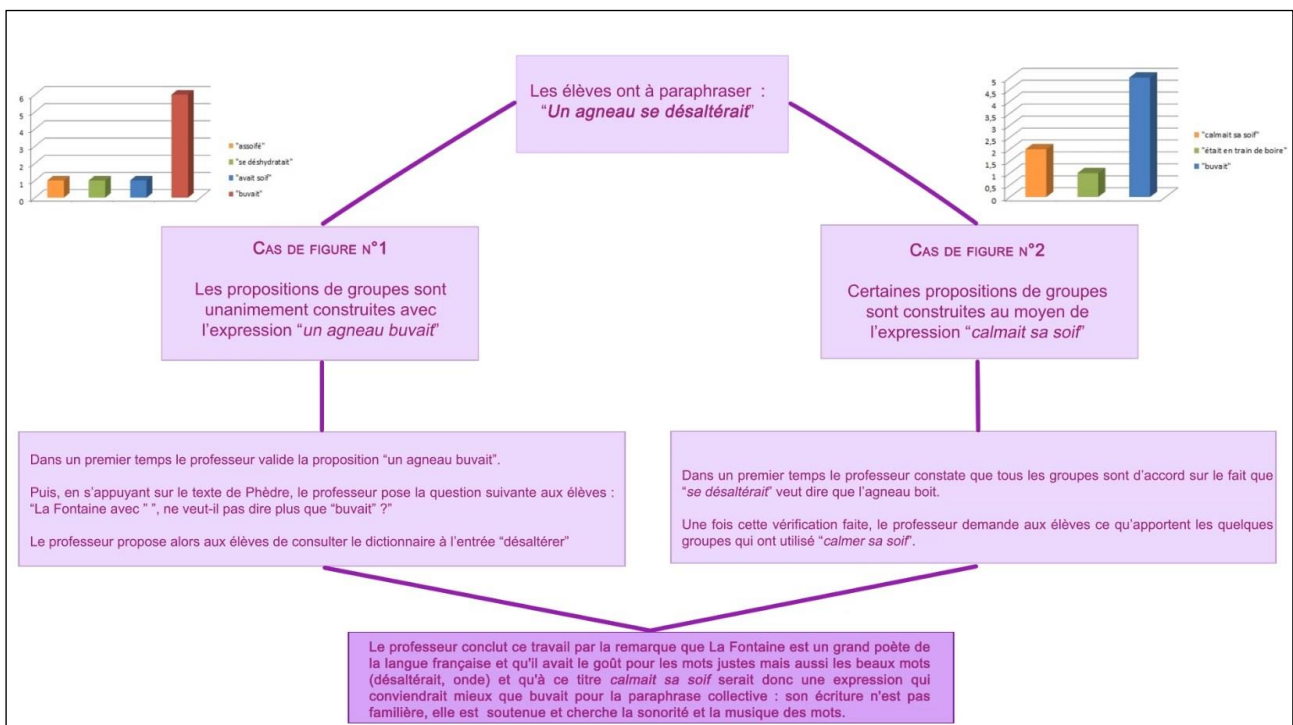 Les élèves ont à paraphraser :
“Un agneau se désaltérait”
6
5
4
3
2
1
0
"assoifé"
"se déshydratait"
"avait soif"
"buvait"
5
4,5
4
3,5
3
2,5
2
1,5
1
0,5
0
"calmait sa soif"
"était en train de boire"
"buvait"
CAS DE FIGURE N°1
Les propositions de groupes sont
unanimement construites avec
l’expression “un agneau buvait”
CAS DE FIGURE N°2
Certaines propositions de groupes
sont construites au moyen de
l’expression “calmait sa soif”
Dans un premier temps le professeur valide la proposition “un agneau buvait”.
Puis, en s’appuyant sur le texte de Phèdre, le professeur pose la question suivante aux élèves :
“La Fontaine avec ” ”, ne veut-il pas dire plus que “buvait” ?”
Le professeur propose alors aux élèves de consulter le dictionnaire à l’entrée “désaltérer”
Dans un premier temps le professeur constate que tous les groupes sont d’accord sur le fait que
“se désaltérait” veut dire que l’agneau boit.
Une fois cette vérification faite, le professeur demande aux élèves ce qu’apportent les quelques
groupes qui ont utilisé “calmer sa soif”.
Le professeur conclut ce travail par la remarque que La Fontaine est un grand poète de
la langue française et qu'il avait le goût pour les mots justes mais aussi les beaux mots
(désaltérait, onde) et qu'à ce titre calmait sa soif serait donc une expression qui
conviendrait mieux que buvait pour la paraphrase collective : son écriture n'est pas
familière, elle est soutenue et cherche la sonorité et la musique des mots.